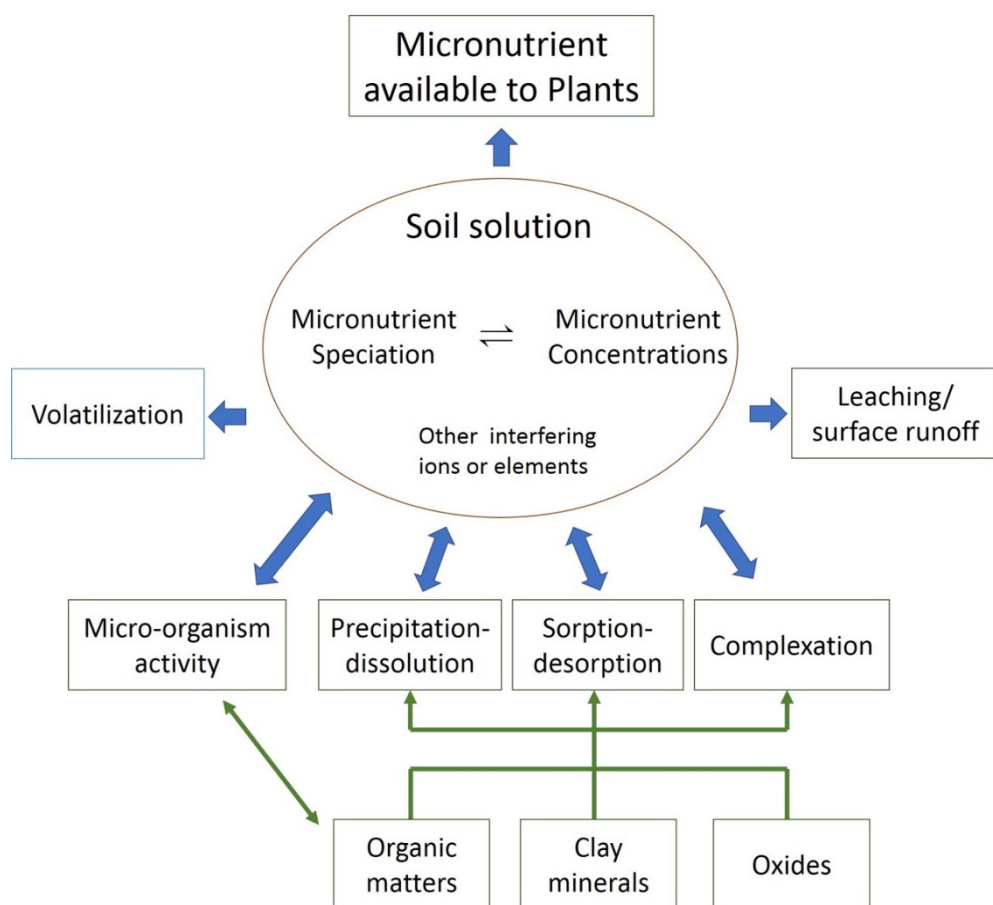 Micronutrient
available to Plants
Soil solution
Micronutrient
Speciation
⇌
Micronutrient
Concentrations
Other interfering
ions or elements
Volatilization
Leaching/
surface runoff
Micro-organism
activity
Precipitation-
dissolution
Sorption-
desorption
Complexation
Organic
matters
Clay
minerals
Oxides